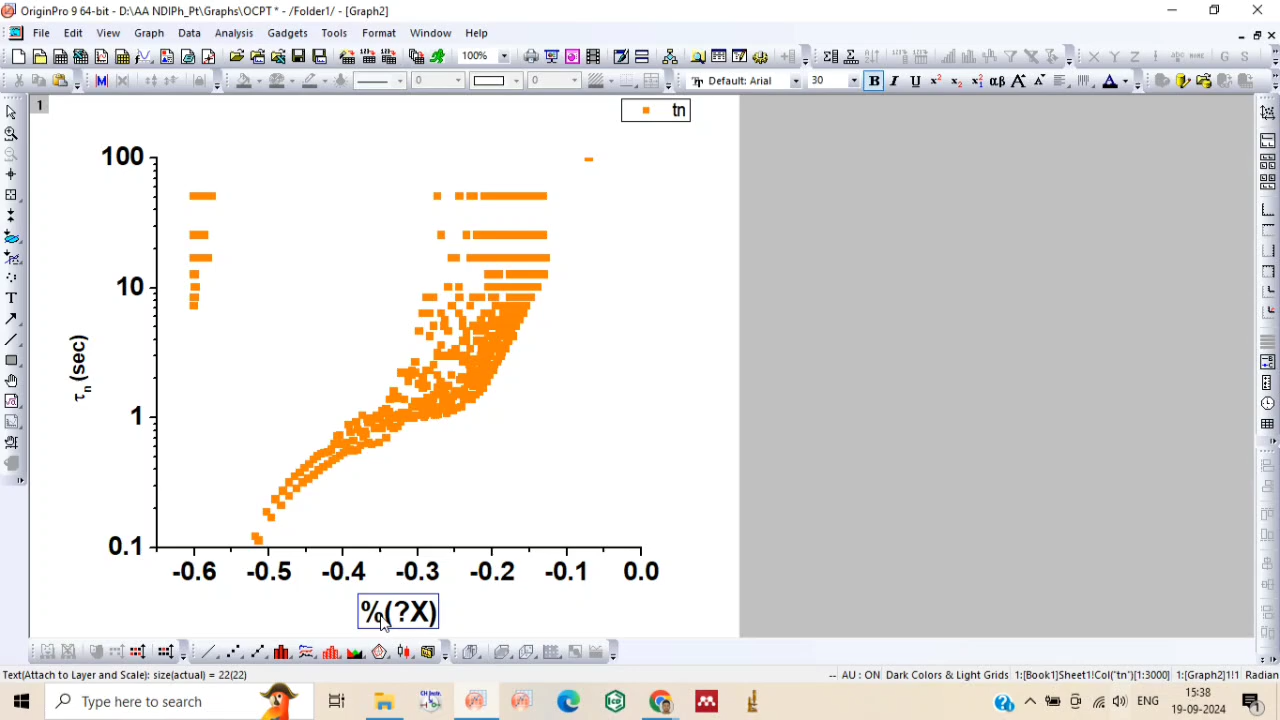 OriginPro 9 64-bit - D:\AA NDIPh_Pt\Graphs\OCPT * - /Folder1/ - [Graph2]
File Edit View Graph Data Analysis Gadgets Tools Format Window Help
100%
0 0 Default: Arial 30 B I U αβ A
1
tn
100
10
τn (sec)
1
0.1
-0.6 -0.5 -0.4 -0.3 -0.2 -0.1 0.0
%(?X)
Text(Attach to Layer and Scale): size(actual) = 22(22) -- AU : ON Dark Colors & Light Grids 1:[Book1]Sheet1!Col("tn")[1:3000] 1:[Graph2]1!1 Radian
Type here to search
ENG
15:38
19-09-2024